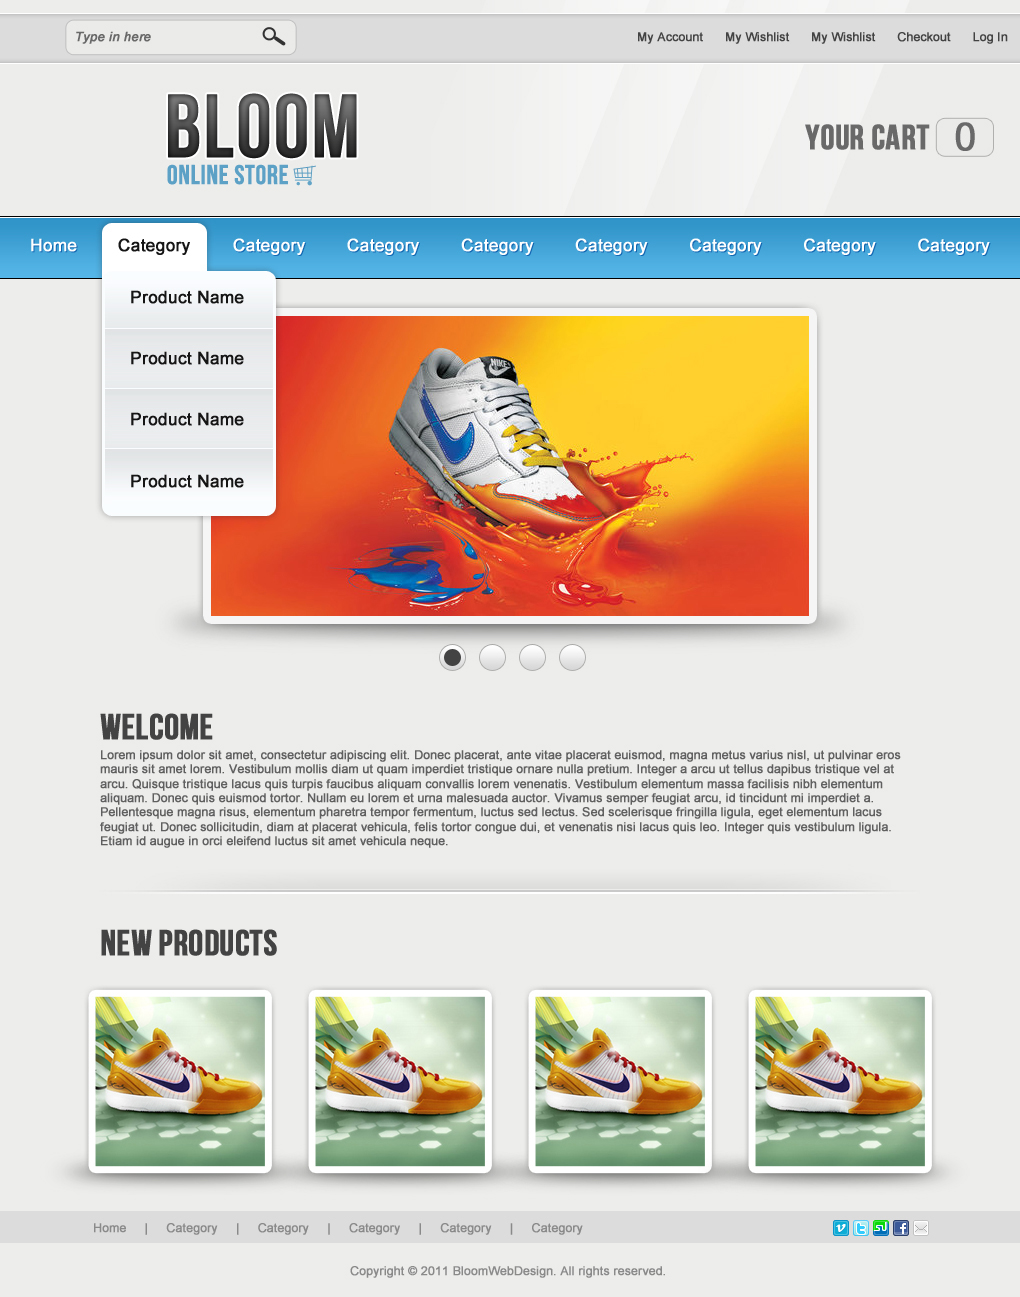 Type in here
My Account My Wishlist My Wishlist Checkout Log In
BLOOM
ONLINE STORE
YOUR CART 0
Home Category Category Category Category Category Category Category Category
Product Name
Product Name
Product Name
Product Name
NIKE
WELCOME
Lorem ipsum dolor sit amet, consectetur adipiscing elit. Donec placerat, ante vitae placerat euismod, magna metus varius nisl, ut pulvinar eros
mauris sit amet lorem. Vestibulum mollis diam ut quam imperdiet tristique ornare nulla pretium. Integer a arcu ut tellus dapibus tristique vel at
arcu. Quisque tristique lacus quis turpis faucibus aliquam convallis lorem venenatis. Vestibulum elementum massa facilisis nibh elementum
aliquam. Donec quis euismod tortor. Nullam eu lorem et urna malesuada auctor. Vivamus semper feugiat arcu, id tincidunt mi imperdiet a.
Pellentesque magna risus, elementum pharetra tempor fermentum, luctus sed lectus. Sed scelerisque fringilla ligula, eget elementum lacus
feugiat ut. Donec sollicitudin, diam at placerat vehicula, felis tortor congue dui, et venenatis nisi lacus quis leo. Integer quis vestibulum ligula.
Etiam id augue in orci eleifend luctus sit amet vehicula neque.
NEW PRODUCTS
Home | Category | Category | Category | Category | Category
Copyright © 2011 BloomWebDesign. All rights reserved.